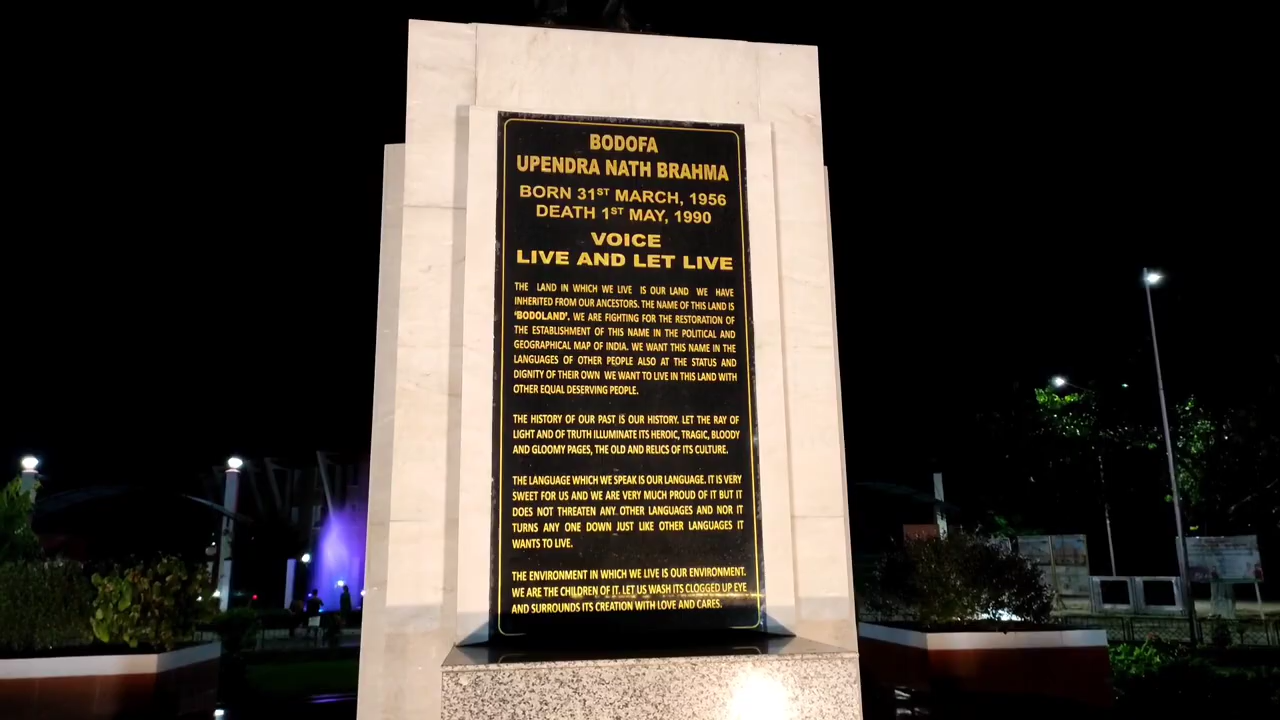 BODOFA
UPENDRA NATH BRAHMA
BORN 31ST MARCH, 1956
DEATH 1ST MAY, 1990
VOICE
LIVE AND LET LIVE
THE LAND IN WHICH WE LIVE IS OUR LAND WE HAVE
INHERITED FROM OUR ANCESTORS. THE NAME OF THIS LAND IS
'BODOLAND'. WE ARE FIGHTING FOR THE RESTORATION OF
THE ESTABLISHMENT OF THIS NAME IN THE POLITICAL AND
GEOGRAPHICAL MAP OF INDIA. WE WANT THIS NAME IN THE
LANGUAGES OF OTHER PEOPLE ALSO AT THE STATUS AND
DIGNITY OF THEIR OWN WE WANT TO LIVE IN THIS LAND WITH
OTHER EQUAL DESERVING PEOPLE.
THE HISTORY OF OUR PAST IS OUR HISTORY. LET THE RAY OF
LIGHT AND OF TRUTH ILLUMINATE ITS HEROIC, TRAGIC, BLOODY
AND GLOOMY PAGES, THE OLD AND RELICS OF ITS CULTURE.
THE LANGUAGE WHICH WE SPEAK IS OUR LANGUAGE. IT IS VERY
SWEET FOR US AND WE ARE VERY MUCH PROUD OF IT BUT IT
DOES NOT THREATEN ANY OTHER LANGUAGES AND NOR IT
TURNS ANY ONE DOWN JUST LIKE OTHER LANGUAGES IT
WANTS TO LIVE.
THE ENVIRONMENT IN WHICH WE LIVE IS OUR ENVIRONMENT.
WE ARE THE CHILDREN OF IT. LET US WASH ITS CLOGGED UP EYE
AND SURROUNDS ITS CREATION WITH LOVE AND CARES.